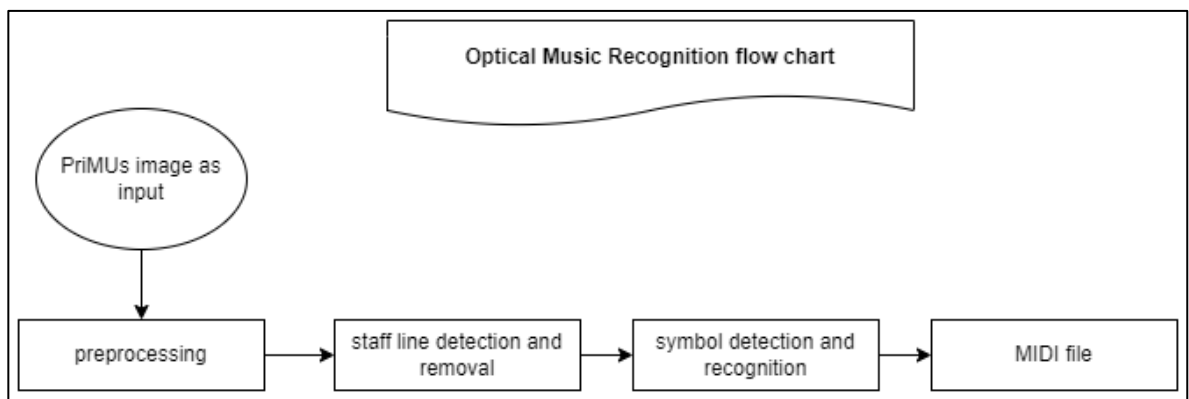 Optical Music Recognition flow chart
PriMUs image as
input
preprocessing
staff line detection and
removal
symbol detection and
recognition
MIDI file